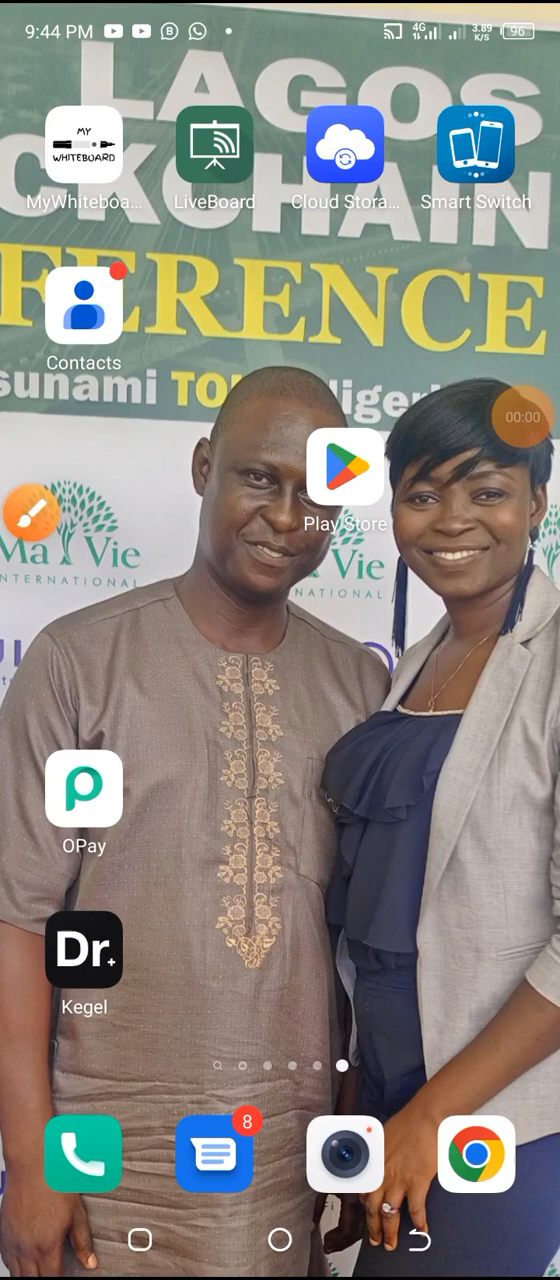 9:44 PM
4G
3.89
K/S
96
LAGOS
CKCHAIN
MY
WHITEBOARD
MyWhiteboa...
LiveBoard
Cloud Stora...
Smart Switch
FERENCE
Contacts
sunami
00:00
Play Store
Ma Vie
INTERNATIONAL
Vie
NATIONAL
OPay
Dr.+
Kegel
8